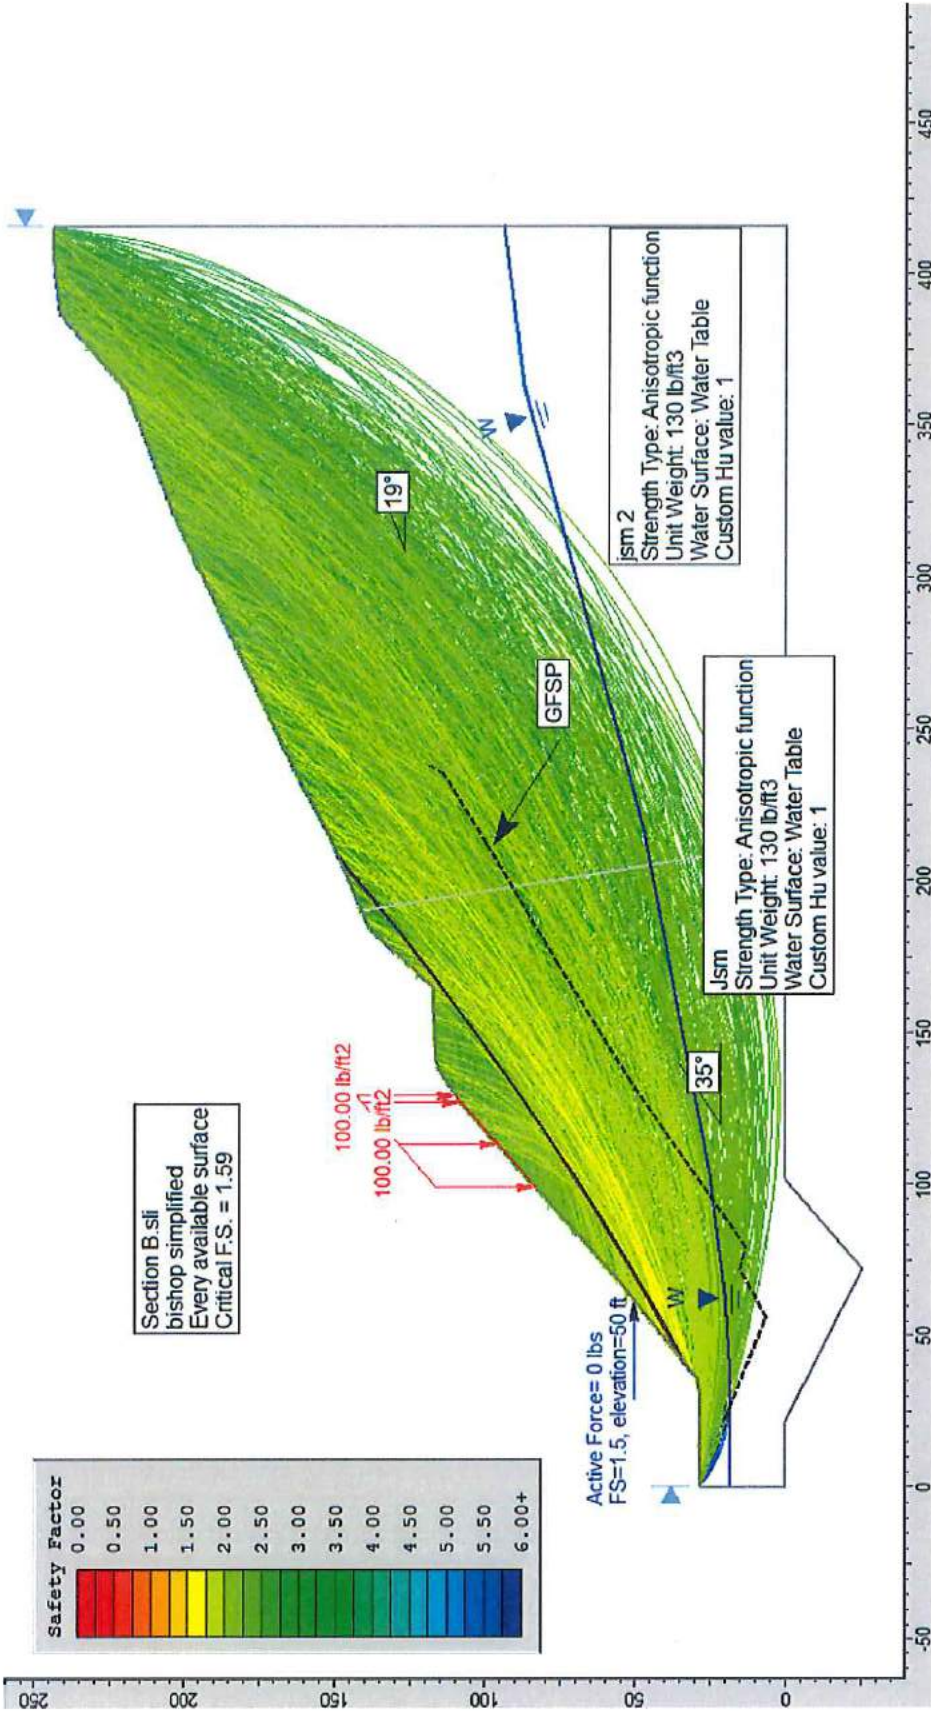 Safety Factor
0.00
0.50
1.00
1.50
2.00
2.50
3.00
3.50
4.00
4.50
5.00
5.50
6.00+
Section B.sli
bishop simplified
Every available surface
Critical F.S. = 1.59
100.00 lb/ft2
100.00 lb/ft2
Active Force= 0 lbs
FS=1.5, elevation=50 ft
W
W
19°
GFSP
35°
jsm 2
Strength Type: Anisotropic function
Unit Weight: 130 lb/ft3
Water Surface: Water Table
Custom Hu value: 1
Jsm
Strength Type: Anisotropic function
Unit Weight: 130 lb/ft3
Water Surface: Water Table
Custom Hu value: 1
250
200
150
100
50
0
-50
0
50
100
150
200
250
300
350
400
450